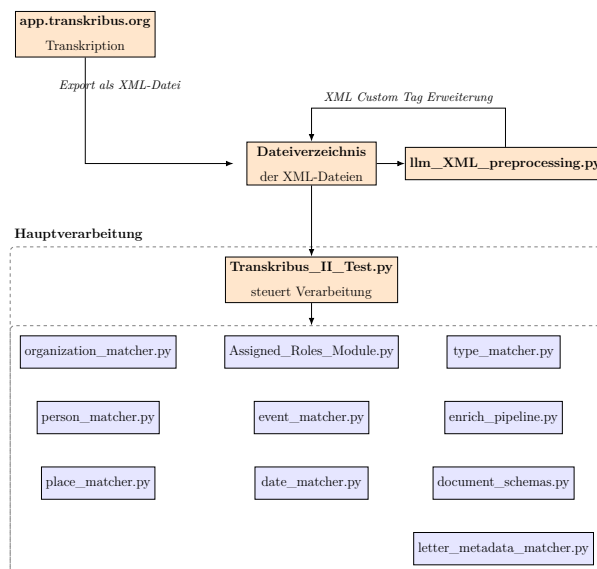 app.transkribus.org
Transkription
Export als XML-Datei
XML Custom Tag Erweiterung
Dateiverzeichnis
der XML-Dateien
llm_XML_preprocessing.py
Hauptverarbeitung
Transkribus_II_Test.py
steuert Verarbeitung
organization_matcher.py
Assigned_Roles_Module.py
type_matcher.py
person_matcher.py
event_matcher.py
enrich_pipeline.py
place_matcher.py
date_matcher.py
document_schemas.py
letter_metadata_matcher.py